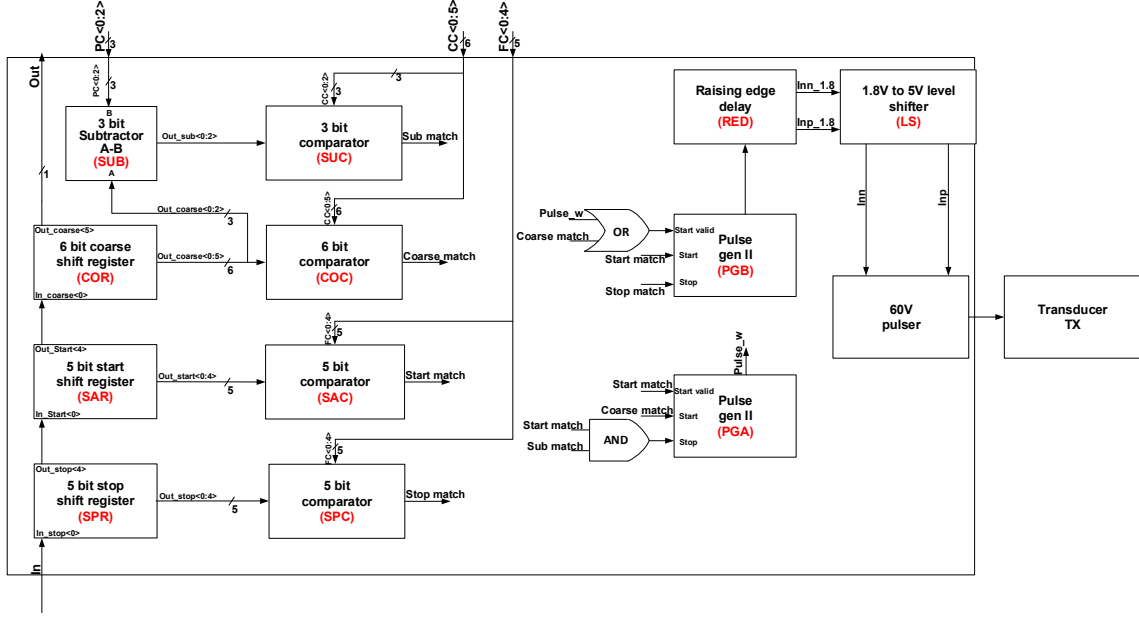 PC<0:2>
3
CC<0:5>
6
FC<0:4>
5
Out
PC<0:2>
3
CC<0:2>
3
3
B
3 bit
Subtractor
A-B
(SUB)
A
Out_sub<0:2>
3 bit
comparator
(SUC)
Sub match
Raising edge
delay
(RED)
Inn_1.8
Inp_1.8
1.8V to 5V level
shifter
(LS)
1
Out_coarse<0:2>
3
CC<0:5>
6
Inn
Inp
Out_coarse<5>
6 bit coarse
shift register
(COR)
In_coarse<0>
Out_coarse<0:5>
6
6 bit
comparator
(COC)
Coarse match
Pulse_w
Coarse match
OR
Start match
Stop match
Start valid
Start
Stop
Pulse
gen II
(PGB)
60V
pulser
Transducer
TX
FC<0:4>
5
Out_Start<4>
5 bit start
shift register
(SAR)
In_Start<0>
Out_start<0:4>
5
5 bit
comparator
(SAC)
Start match
Pulse_w
Start match
Coarse match
Start match
Sub match
AND
Start valid
Start
Stop
Pulse
gen II
(PGA)
FC<0:4>
5
Out_stop<4>
5 bit stop
shift register
(SPR)
In_stop<0>
Out_stop<0:4>
5
5 bit
comparator
(SPC)
Stop match
In